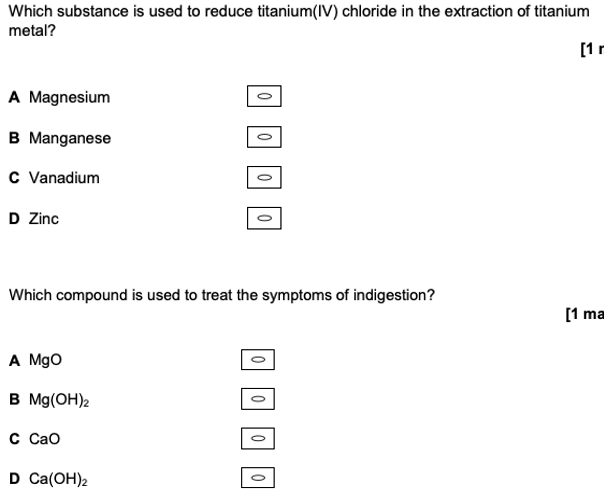 Which substance is used to reduce titanium(IV) chloride in the extraction of titanium
metal?
[1
A Magnesium
B Manganese
C Vanadium
D Zinc
Which compound is used to treat the symptoms of indigestion?
[1 ma
A MgO
B Mg(OH)₂
C CaO
D Ca(OH)₂